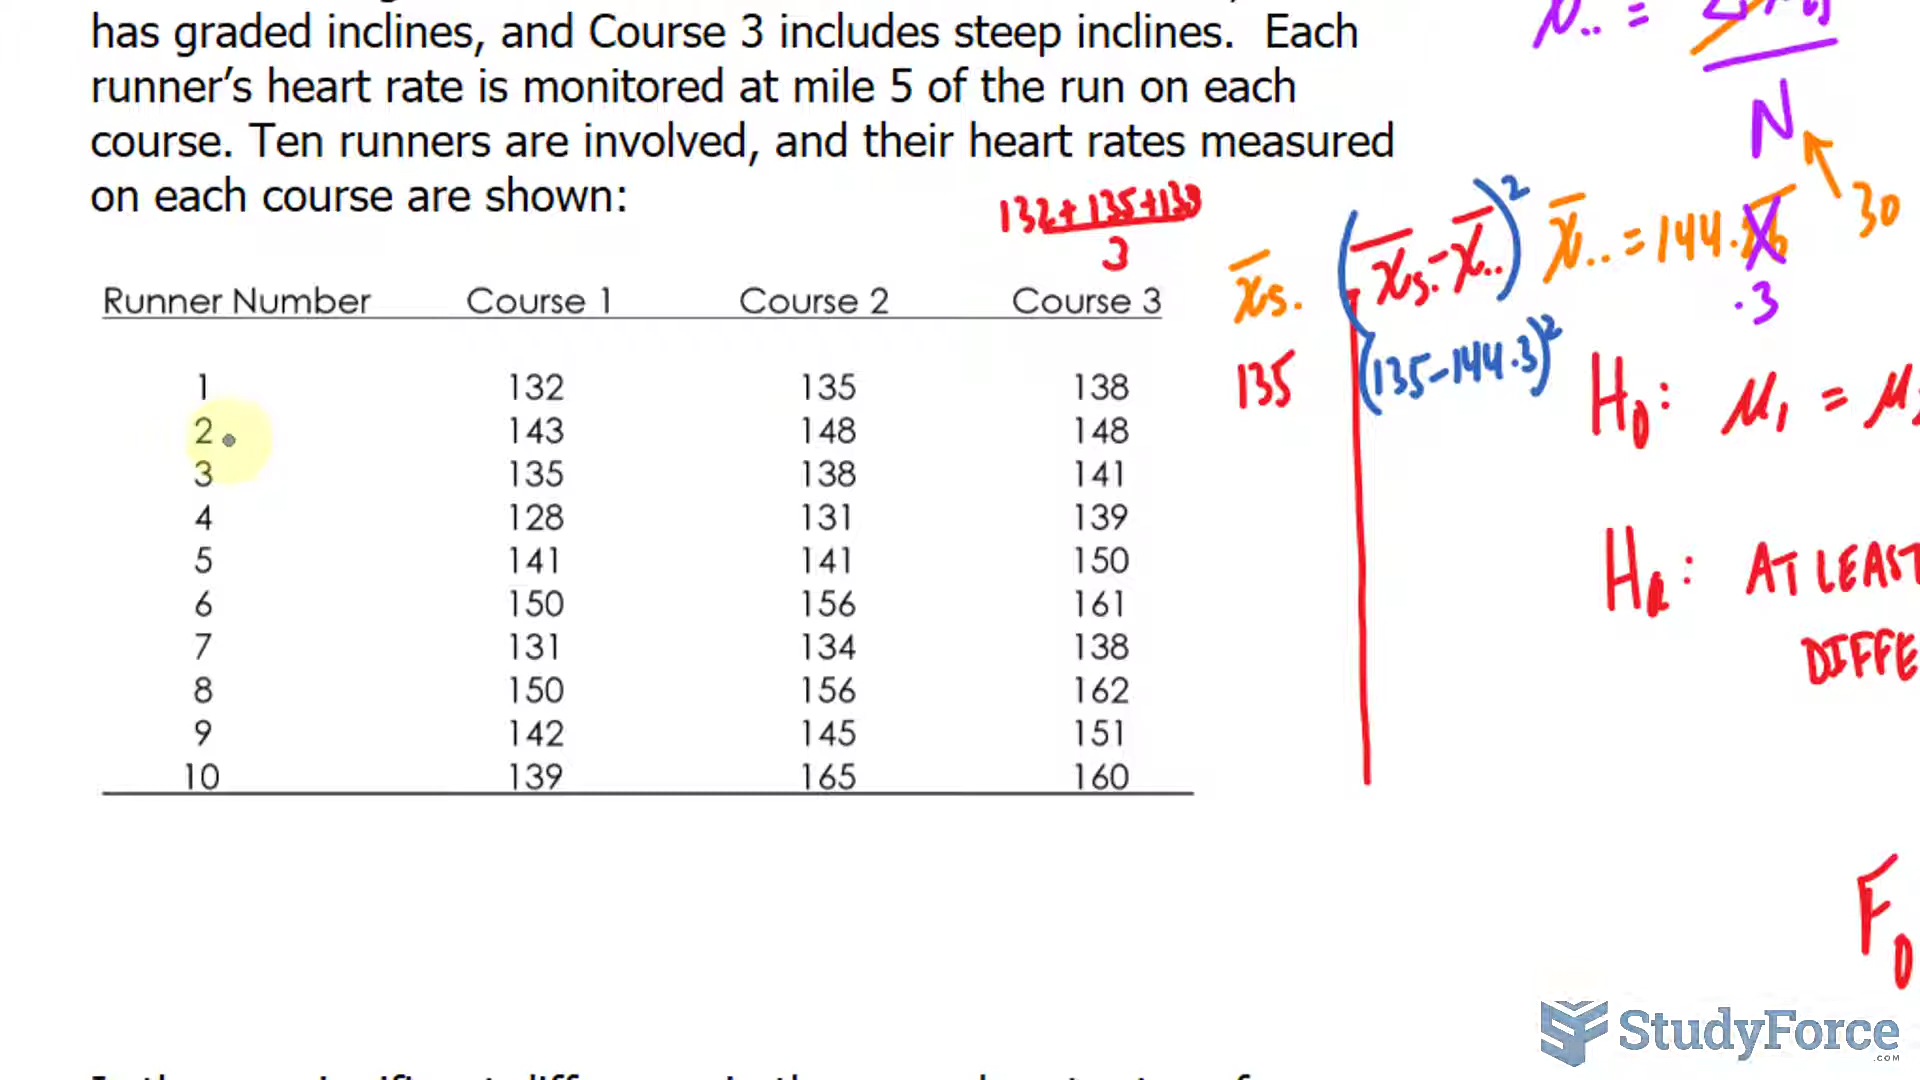 has graded inclines, and Course 3 includes steep inclines. Each
runner's heart rate is monitored at mile 5 of the run on each
course. Ten runners are involved, and their heart rates measured
on each course are shown:
132+135+138
3
x̄s.
(x̄s.-x̄..)²
x̄..=144.
.3
N
30
Runner Number Course 1 Course 2 Course 3
1 132 135 138 135 (135-144.3)²
2 143 148 148
3 135 138 141
4 128 131 139
5 141 141 150
6 150 156 161
7 131 134 138
8 150 156 162
9 142 145 151
10 139 165 160
H₀: μ₁ =
Hₐ: AT LEAST
DIFFE
F₀
StudyForce
.COM